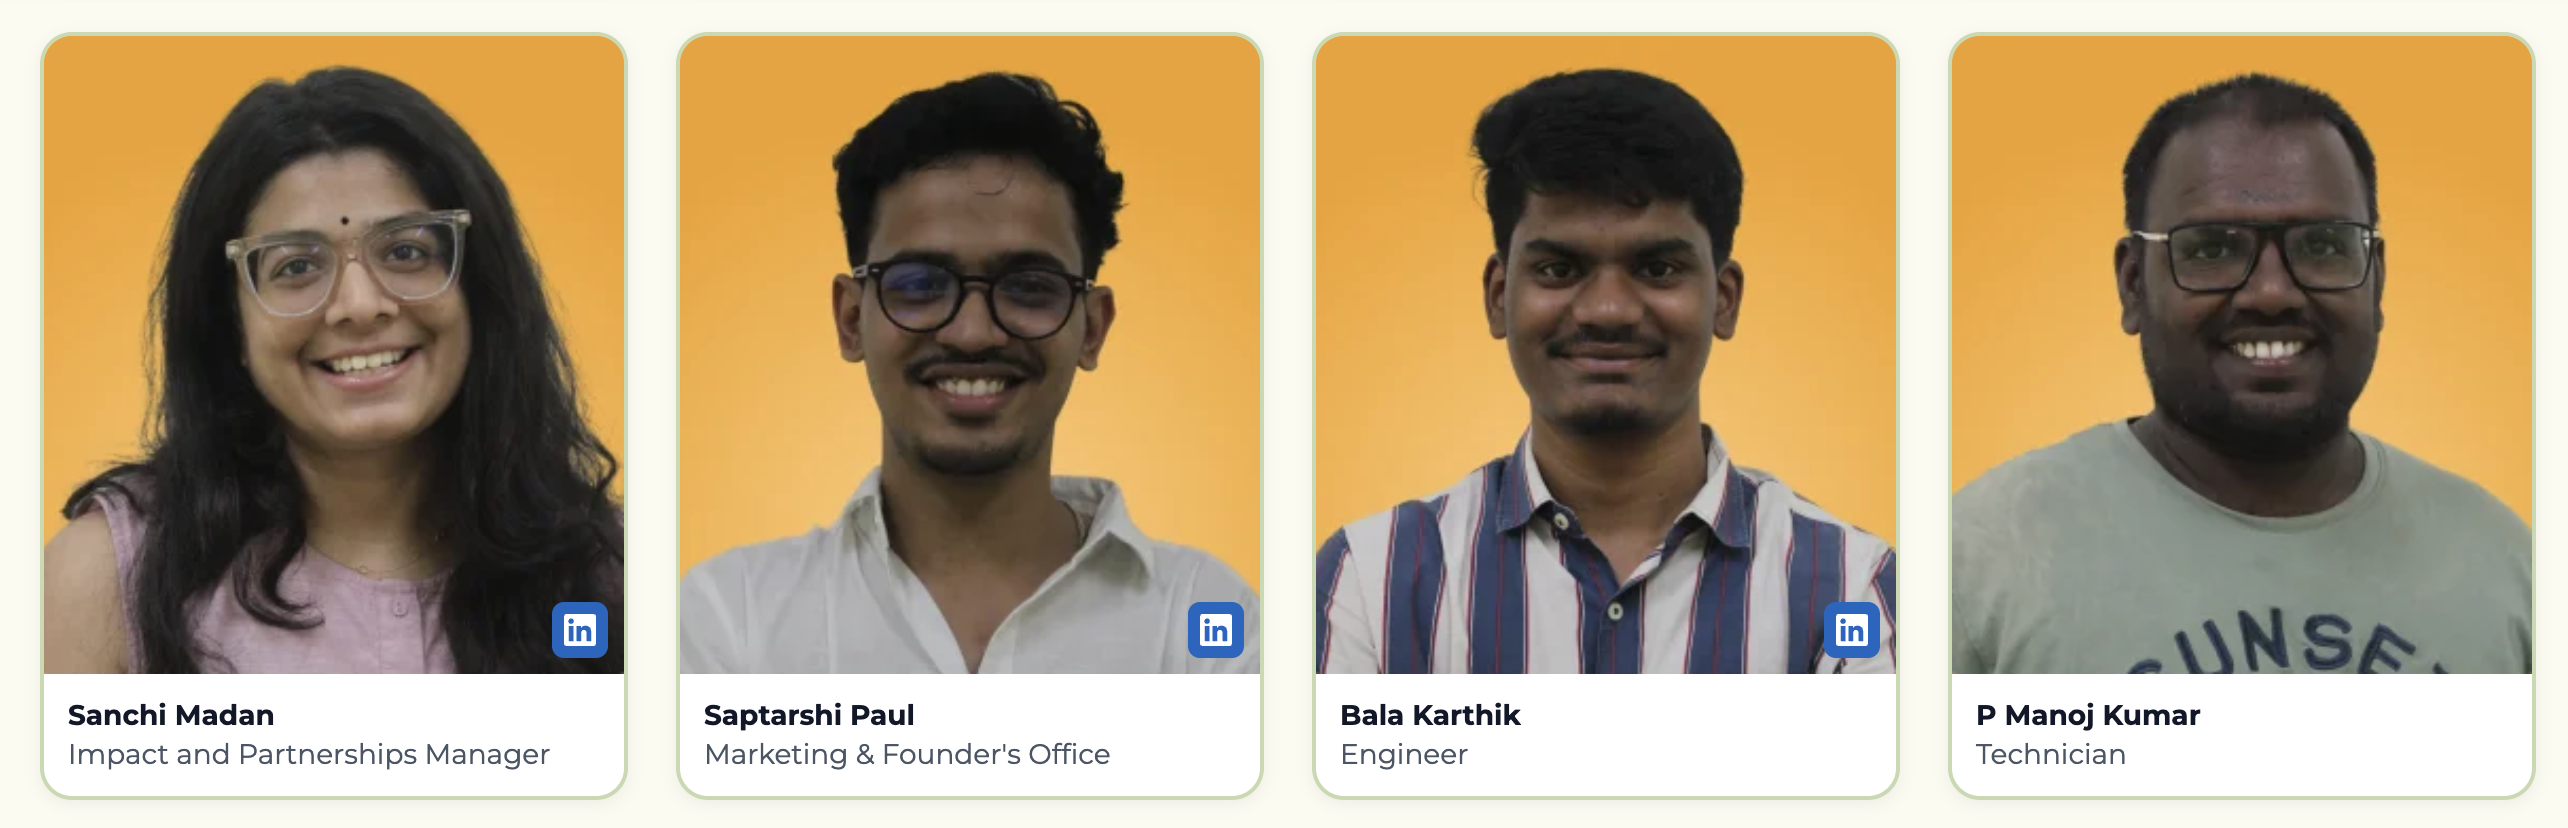 in
in
in
SUNSE
Sanchi Madan
Impact and Partnerships Manager
Saptarshi Paul
Marketing & Founder's Office
Bala Karthik
Engineer
P Manoj Kumar
Technician